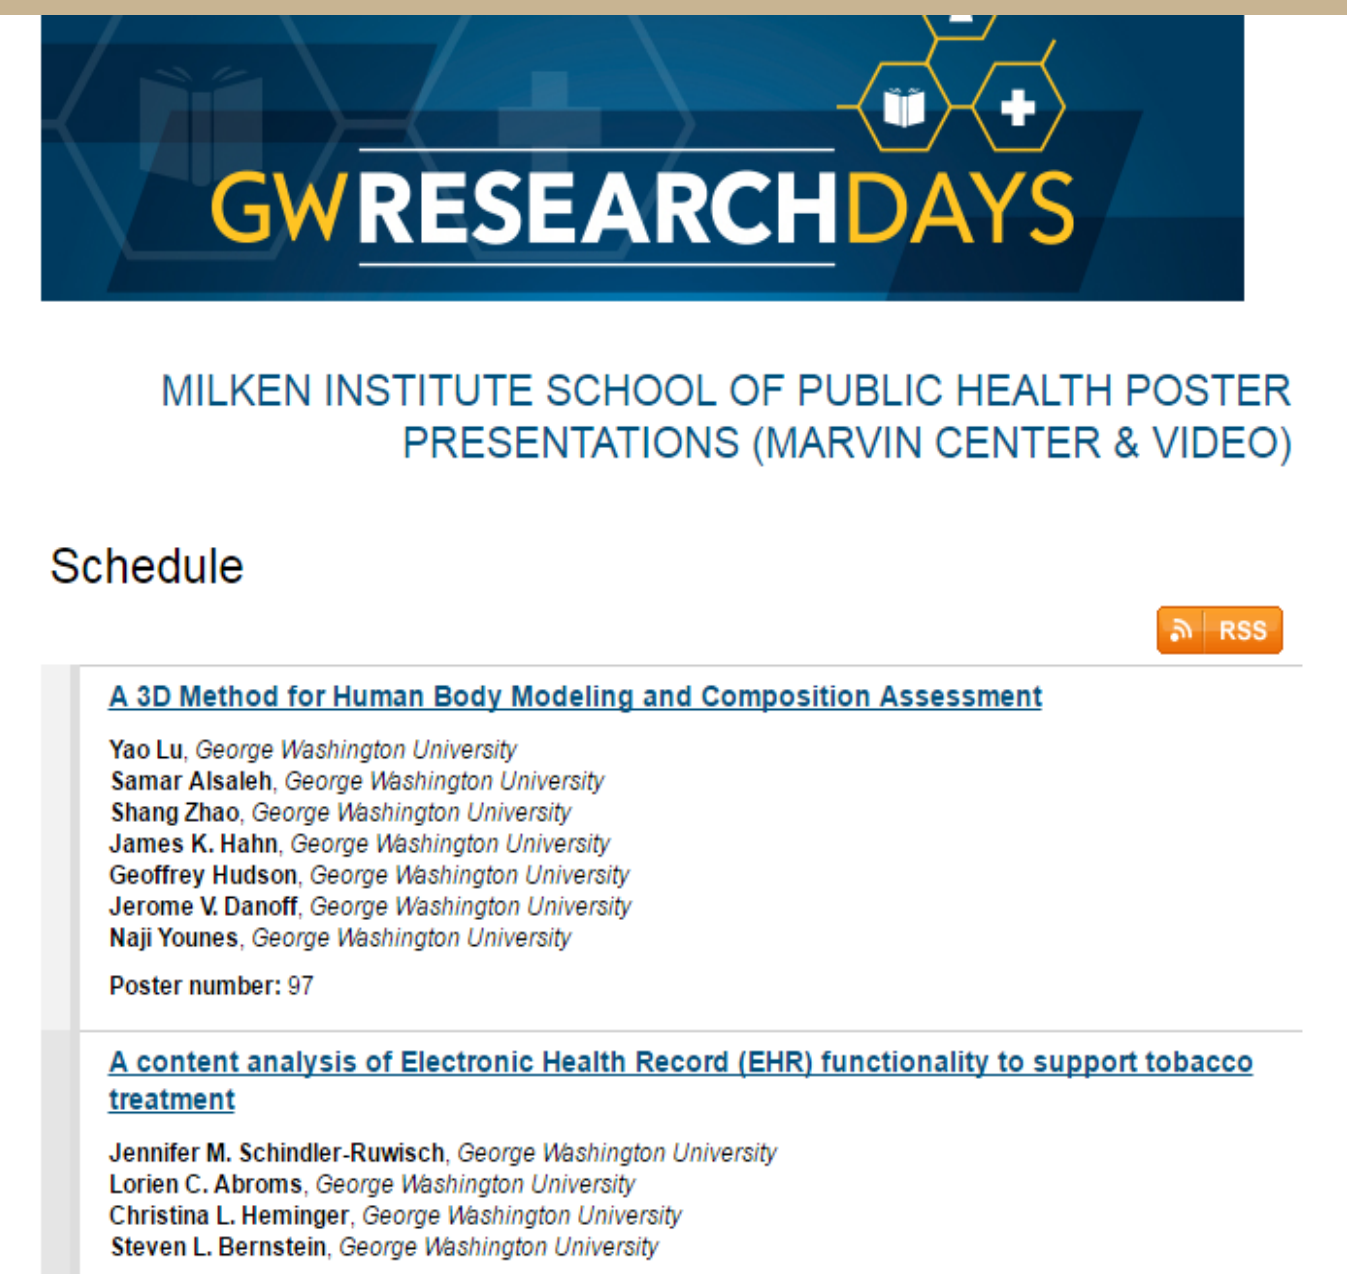 GWRESEARCHDAYS
MILKEN INSTITUTE SCHOOL OF PUBLIC HEALTH POSTER
PRESENTATIONS (MARVIN CENTER & VIDEO)
Schedule
RSS
A 3D Method for Human Body Modeling and Composition Assessment
Yao Lu, George Washington University
Samar Alsaleh, George Washington University
Shang Zhao, George Washington University
James K. Hahn, George Washington University
Geoffrey Hudson, George Washington University
Jerome V. Danoff, George Washington University
Naji Younes, George Washington University
Poster number: 97
A content analysis of Electronic Health Record (EHR) functionality to support tobacco
treatment
Jennifer M. Schindler-Ruwisch, George Washington University
Lorien C. Abroms, George Washington University
Christina L. Heminger, George Washington University
Steven L. Bernstein, George Washington University